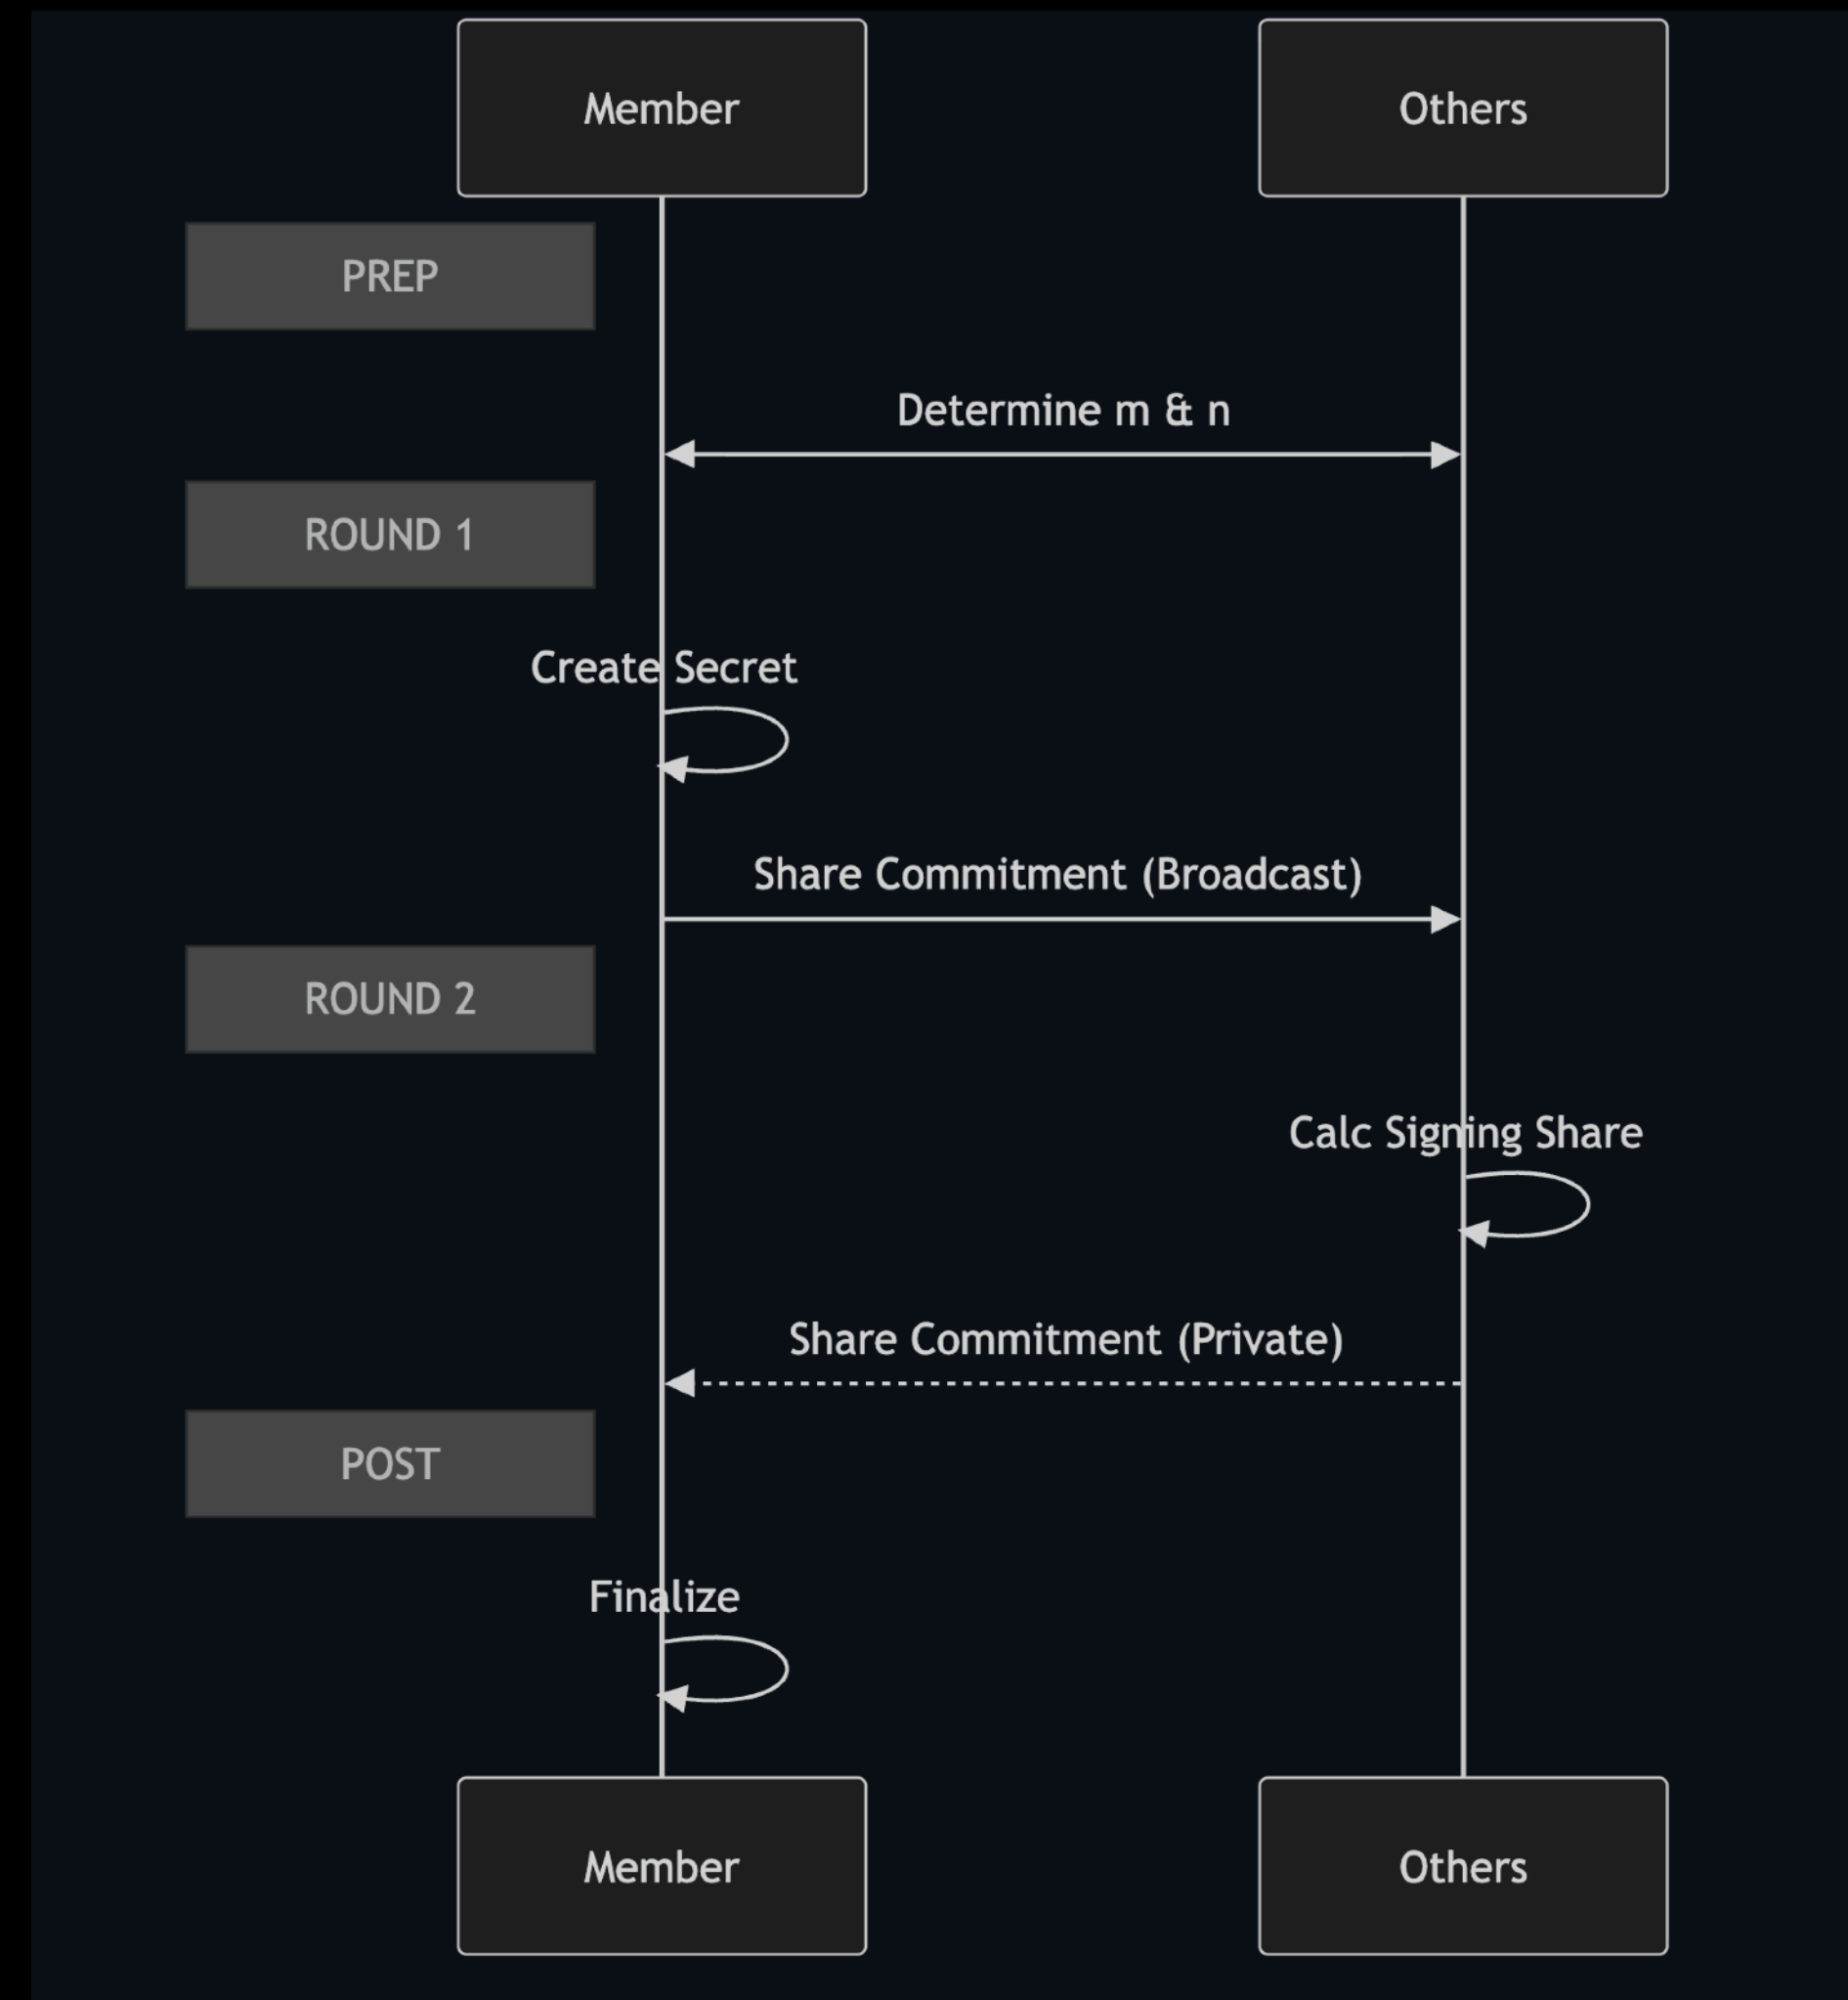 Member
Others
PREP
Determine m & n
ROUND 1
Create Secret
Share Commitment (Broadcast)
ROUND 2
Calc Signing Share
Share Commitment (Private)
POST
Finalize
Member
Others